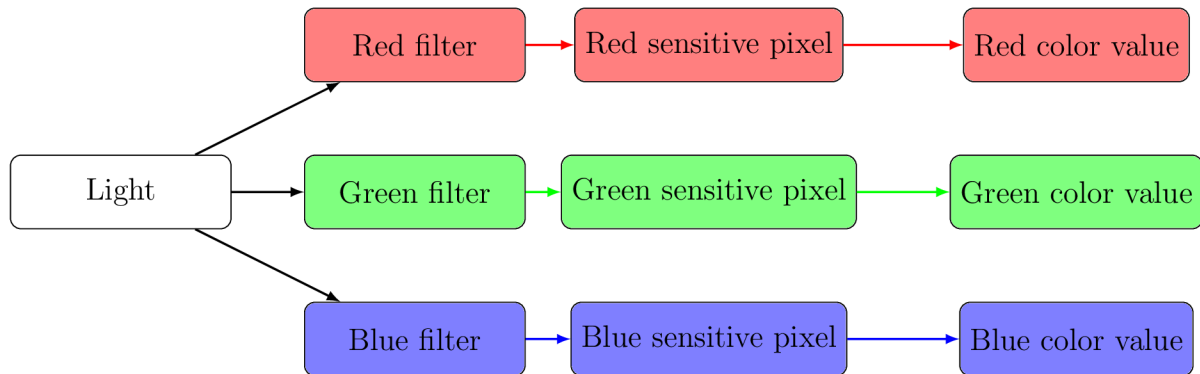 Red filter
Red sensitive pixel
Red color value
Light
Green filter
Green sensitive pixel
Green color value
Blue filter
Blue sensitive pixel
Blue color value